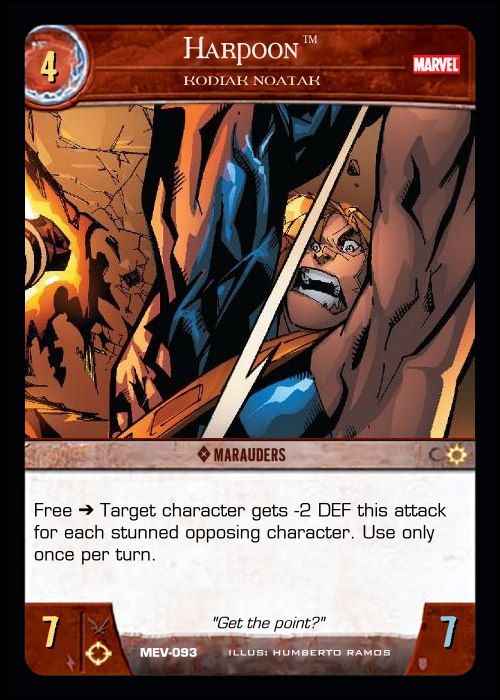 4
HARPOON™
KODIAK NOATAK
MARVEL
MARAUDERS
C
Free ➔ Target character gets -2 DEF this attack
for each stunned opposing character. Use only
once per turn.
"Get the point?"
7
MEV-093 ILLUS: HUMBERTO RAMOS
7